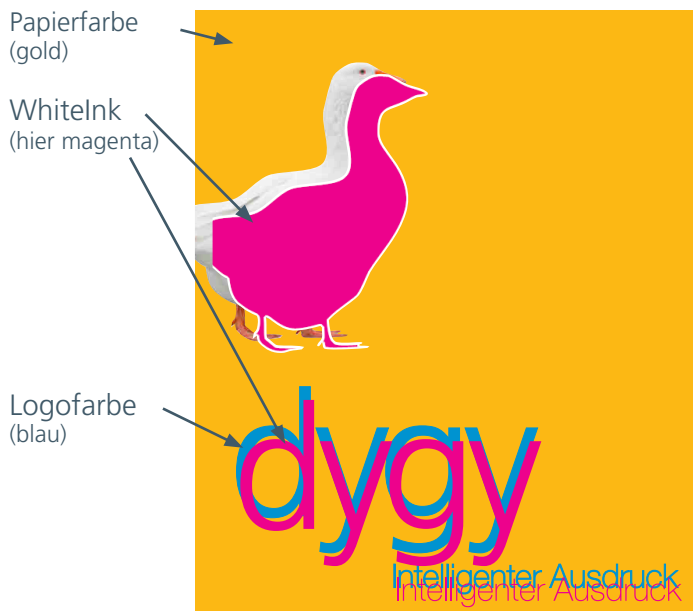 Papierfarbe
(gold)
WhiteInk
(hier magenta)
Logofarbe
(blau)
dygy
Intelligenter Ausdruck